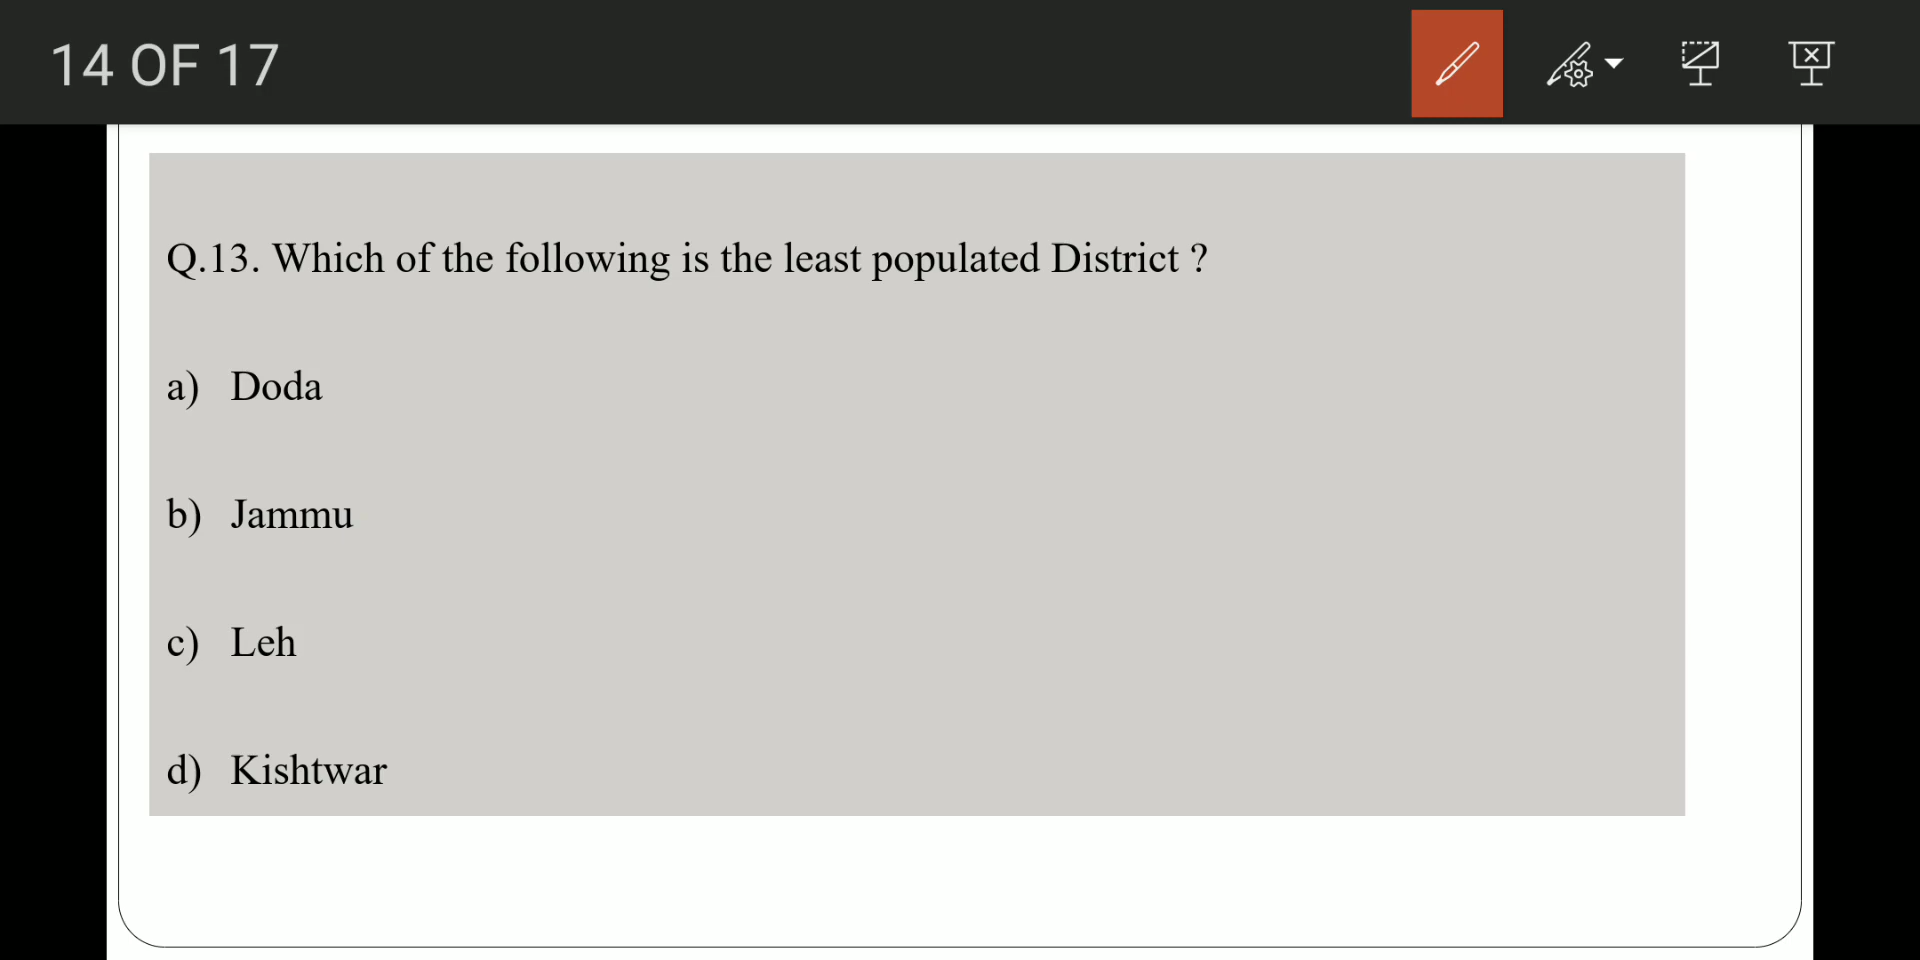 14 OF 17
Q.13. Which of the following is the least populated District ?
a) Doda
b) Jammu
c) Leh
d) Kishtwar